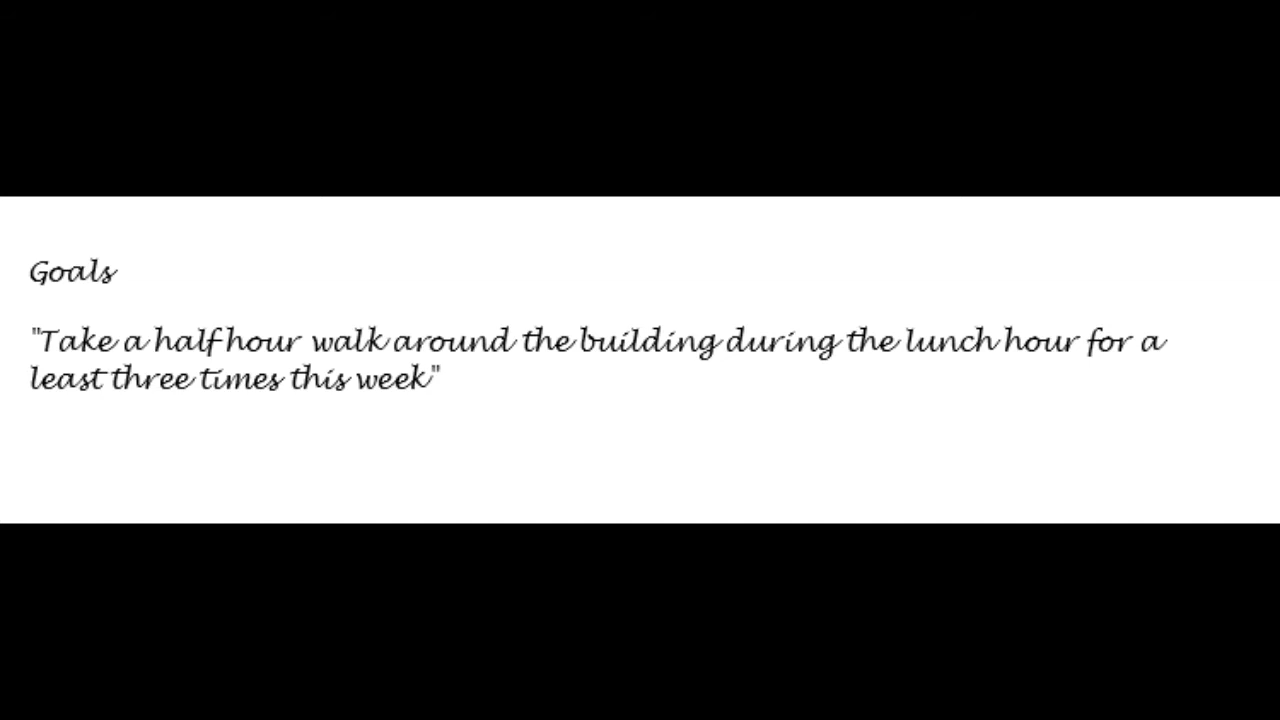 Goals
"Take a half hour walk around the building during the lunch hour for a
least three times this week"